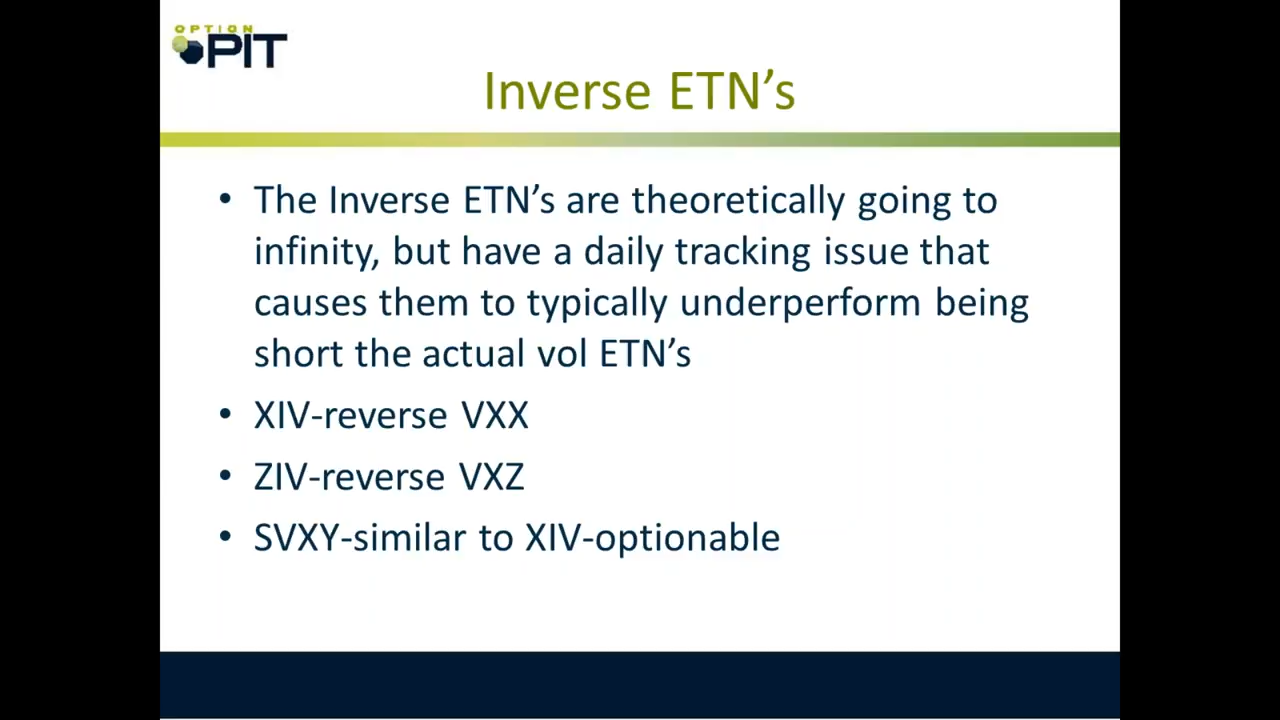 OPTION
PIT
Inverse ETN’s
• The Inverse ETN’s are theoretically going to
infinity, but have a daily tracking issue that
causes them to typically underperform being
short the actual vol ETN’s
• XIV-reverse VXX
• ZIV-reverse VXZ
• SVXY-similar to XIV-optionable